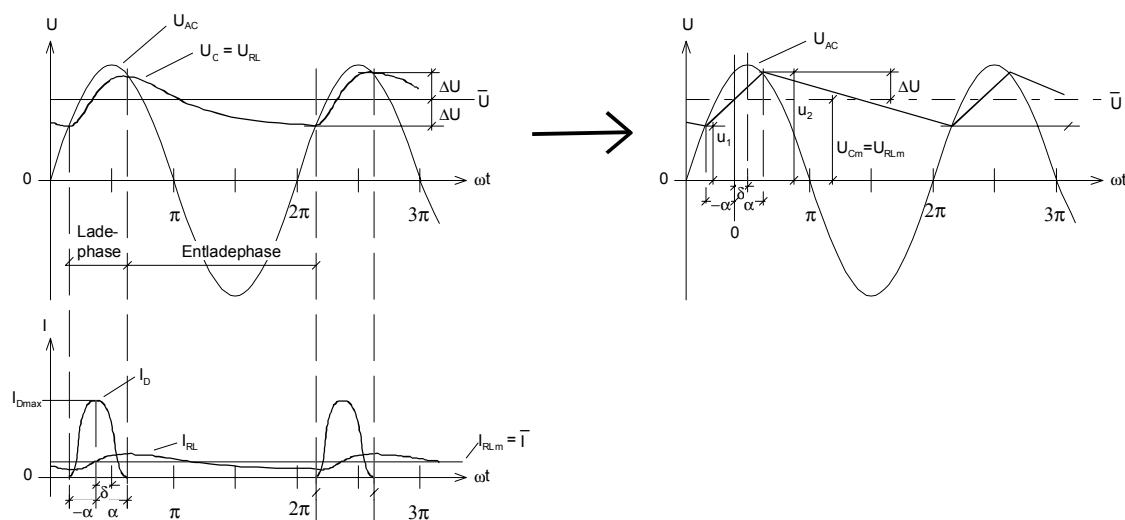 U
U_AC
U_C = U_RL
ΔU
U̅
ΔU
0
π
2π
3π
ωt
Lade-
phase
Entladephase
I
I_Dmax
I_D
I_RL
I_RLm = I̅
0
δ
-α
α
π
2π
3π
ωt
U
U_AC
ΔU
U̅
u_1
u_2
U_Cm=U_RLm
0
δ
-α
α
0
π
2π
3π
ωt